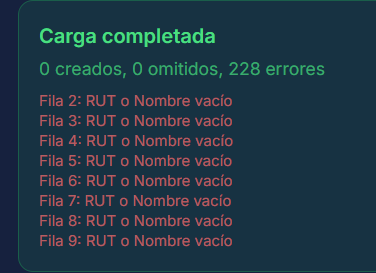 Carga completada
0 creados, 0 omitidos, 228 errores
Fila 2: RUT o Nombre vacío
Fila 3: RUT o Nombre vacío
Fila 4: RUT o Nombre vacío
Fila 5: RUT o Nombre vacío
Fila 6: RUT o Nombre vacío
Fila 7: RUT o Nombre vacío
Fila 8: RUT o Nombre vacío
Fila 9: RUT o Nombre vacío